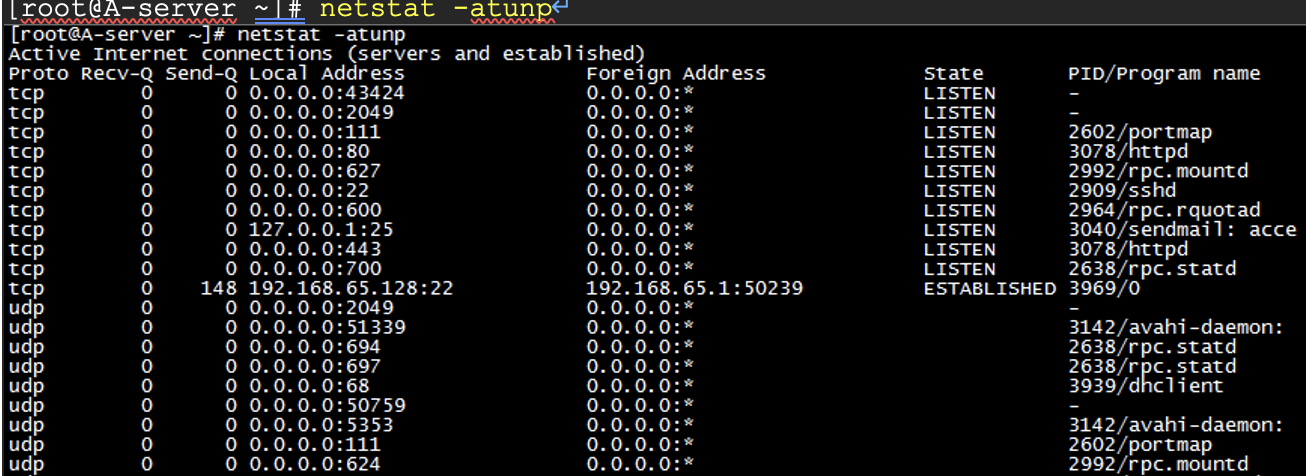 [root@A-server ~]# netstat -atunp
[root@A-server ~]# netstat -atunp
Active Internet connections (servers and established)
Proto Recv-Q Send-Q Local Address Foreign Address State PID/Program name
tcp 0 0 0.0.0.0:43424 0.0.0.0:* LISTEN -
tcp 0 0 0.0.0.0:2049 0.0.0.0:* LISTEN -
tcp 0 0 0.0.0.0:111 0.0.0.0:* LISTEN 2602/portmap
tcp 0 0 0.0.0.0:80 0.0.0.0:* LISTEN 3078/httpd
tcp 0 0 0.0.0.0:627 0.0.0.0:* LISTEN 2992/rpc.mountd
tcp 0 0 0.0.0.0:22 0.0.0.0:* LISTEN 2909/sshd
tcp 0 0 0.0.0.0:600 0.0.0.0:* LISTEN 2964/rpc.rquotad
tcp 0 0 127.0.0.1:25 0.0.0.0:* LISTEN 3040/sendmail: acce
tcp 0 0 0.0.0.0:443 0.0.0.0:* LISTEN 3078/httpd
tcp 0 0 0.0.0.0:700 0.0.0.0:* LISTEN 2638/rpc.statd
tcp 0 148 192.168.65.128:22 192.168.65.1:50239 ESTABLISHED 3969/0
udp 0 0 0.0.0.0:2049 0.0.0.0:* -
udp 0 0 0.0.0.0:51339 0.0.0.0:* 3142/avahi-daemon:
udp 0 0 0.0.0.0:694 0.0.0.0:* 2638/rpc.statd
udp 0 0 0.0.0.0:697 0.0.0.0:* 2638/rpc.statd
udp 0 0 0.0.0.0:68 0.0.0.0:* 3939/dhclient
udp 0 0 0.0.0.0:50759 0.0.0.0:* -
udp 0 0 0.0.0.0:5353 0.0.0.0:* 3142/avahi-daemon:
udp 0 0 0.0.0.0:111 0.0.0.0:* 2602/portmap
udp 0 0 0.0.0.0:624 0.0.0.0:* 2992/rpc.mountd